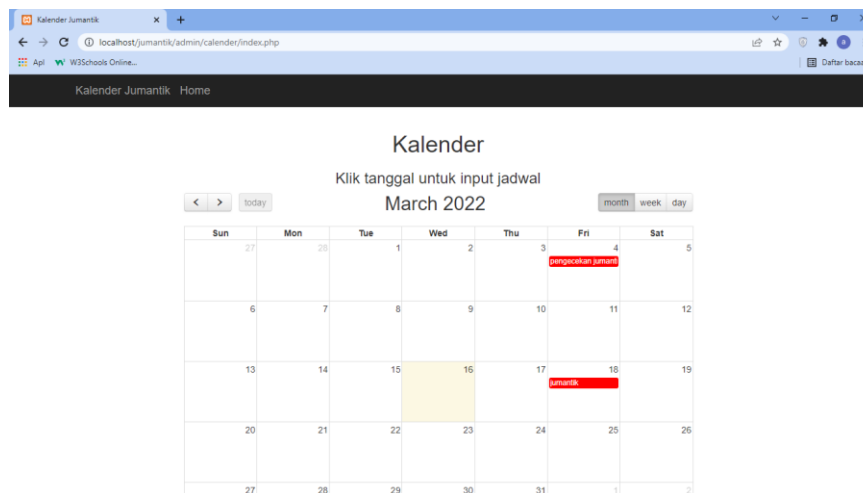 Kalender Jumantik
localhost/jumantik/admin/calender/index.php
Apl W3Schools Online...
Daftar bacaa
Kalender Jumantik Home
Kalender
Klik tanggal untuk input jadwal
today March 2022 month week day
Sun Mon Tue Wed Thu Fri Sat
27 28 1 2 3 4 5
pengecekan jumanti
6 7 8 9 10 11 12
13 14 15 16 17 18 19
jumantik
20 21 22 23 24 25 26
27 28 29 30 31 1 2